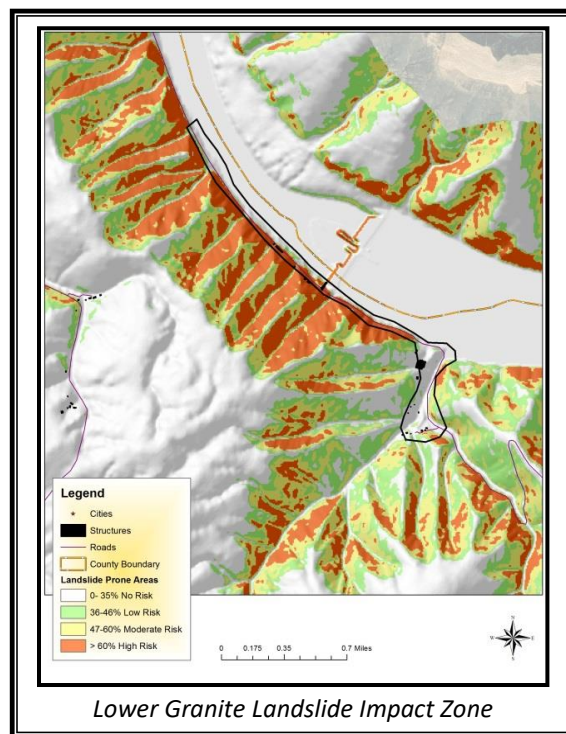 Legend
Cities
Structures
Roads
County Boundary
Landslide Prone Areas
0- 35% No Risk
36-46% Low Risk
47-60% Moderate Risk
> 60% High Risk
0 0.175 0.35 0.7 Miles
N
W E
S
Lower Granite Landslide Impact Zone